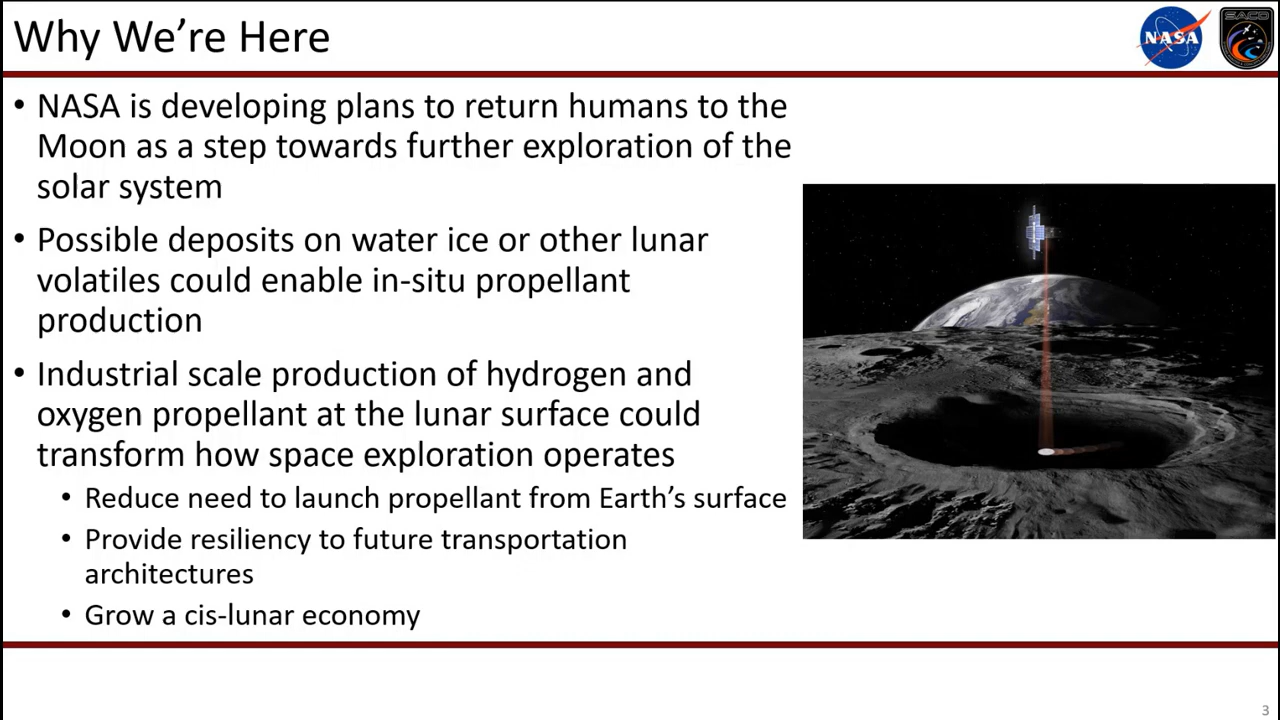 Why We’re Here
NASA
SACD
• NASA is developing plans to return humans to the
Moon as a step towards further exploration of the
solar system
• Possible deposits on water ice or other lunar
volatiles could enable in-situ propellant
production
• Industrial scale production of hydrogen and
oxygen propellant at the lunar surface could
transform how space exploration operates
• Reduce need to launch propellant from Earth’s surface
• Provide resiliency to future transportation
architectures
• Grow a cis-lunar economy
3